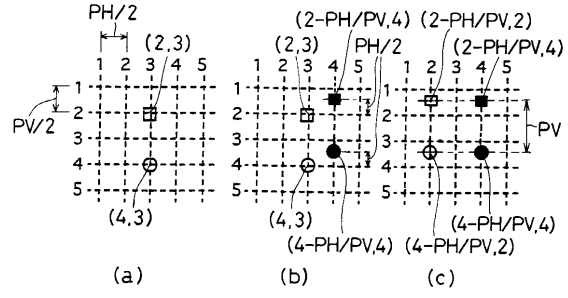 PH/2
(2-PH/PV,4) (2-PH/PV,2)
(2,3) (2,3) PH/2 (2-PH/PV,4)
1 2 3 4 5 1 2 3 4 5 1 2 3 4 5
1 1 1
PV/2 2 2 2 PV
3 3 3
4 4 4
5 5 5
(4,3) (4,3) (4-PH/PV,4)
(4-PH/PV,4) (4-PH/PV,2)
(a) (b) (c)